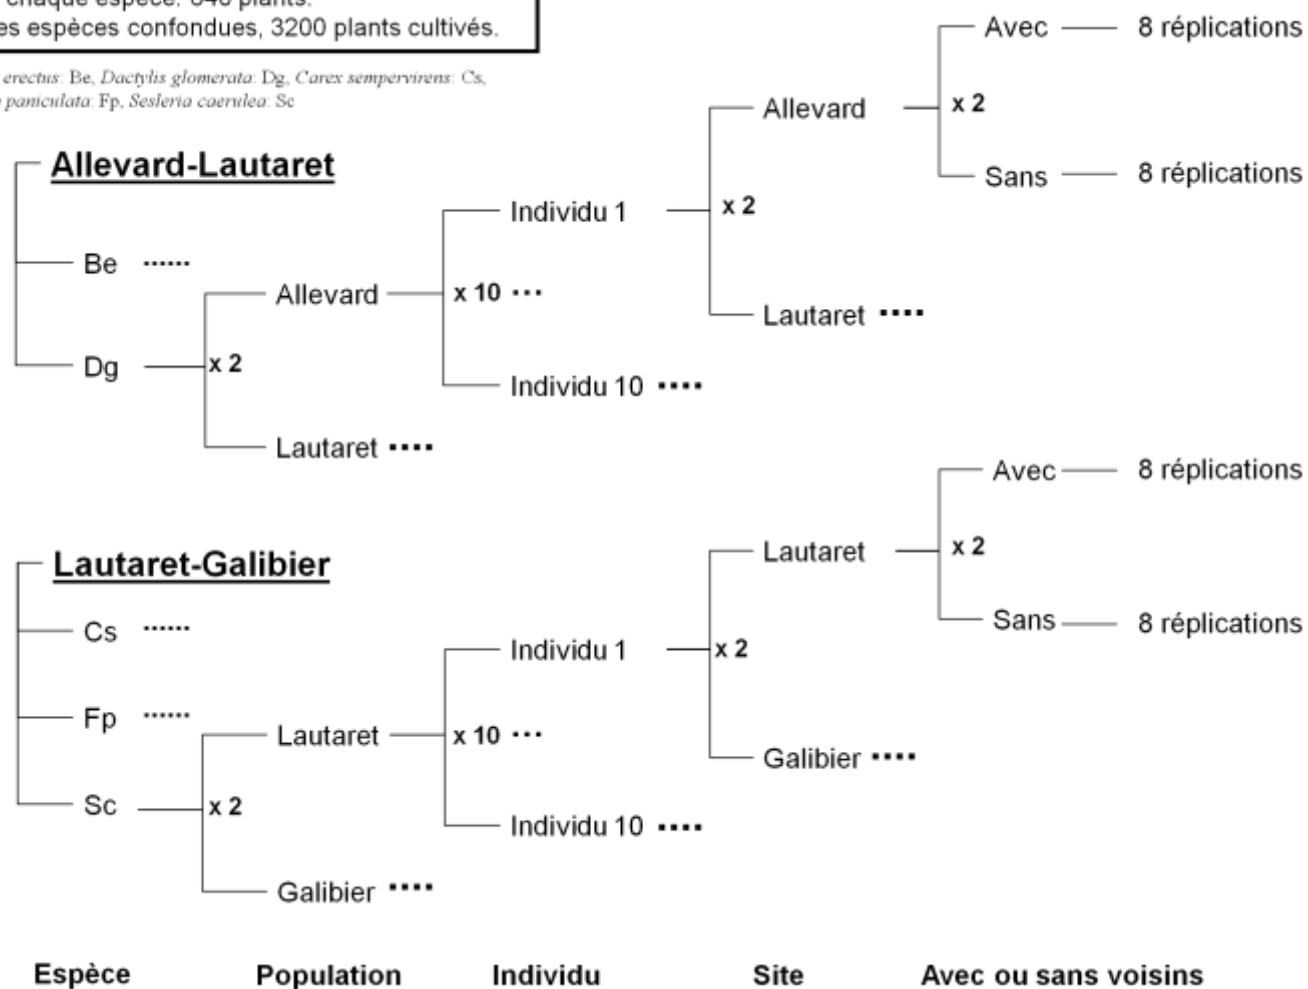 chaque espèce: 640 plants.
es espèces confondues, 3200 plants cultivés.
erectus: Be, Dactylis glomerata: Dg, Carex sempervirens: Cs,
paniculata: Fp, Sesleria caerulea: Sc
Avec 8 réplications
Allevard x 2
Sans 8 réplications
Allevard-Lautaret
Individu 1 x 2
Be ......
Allevard x 10 ...
Lautaret ....
Dg x 2
Individu 10 ....
Lautaret ....
Avec 8 réplications
Lautaret x 2
Lautaret-Galibier
Sans 8 réplications
Cs ......
Individu 1 x 2
Fp ......
Lautaret x 10 ...
Galibier ....
Sc x 2
Individu 10 ....
Galibier ....
Espèce Population Individu Site Avec ou sans voisins